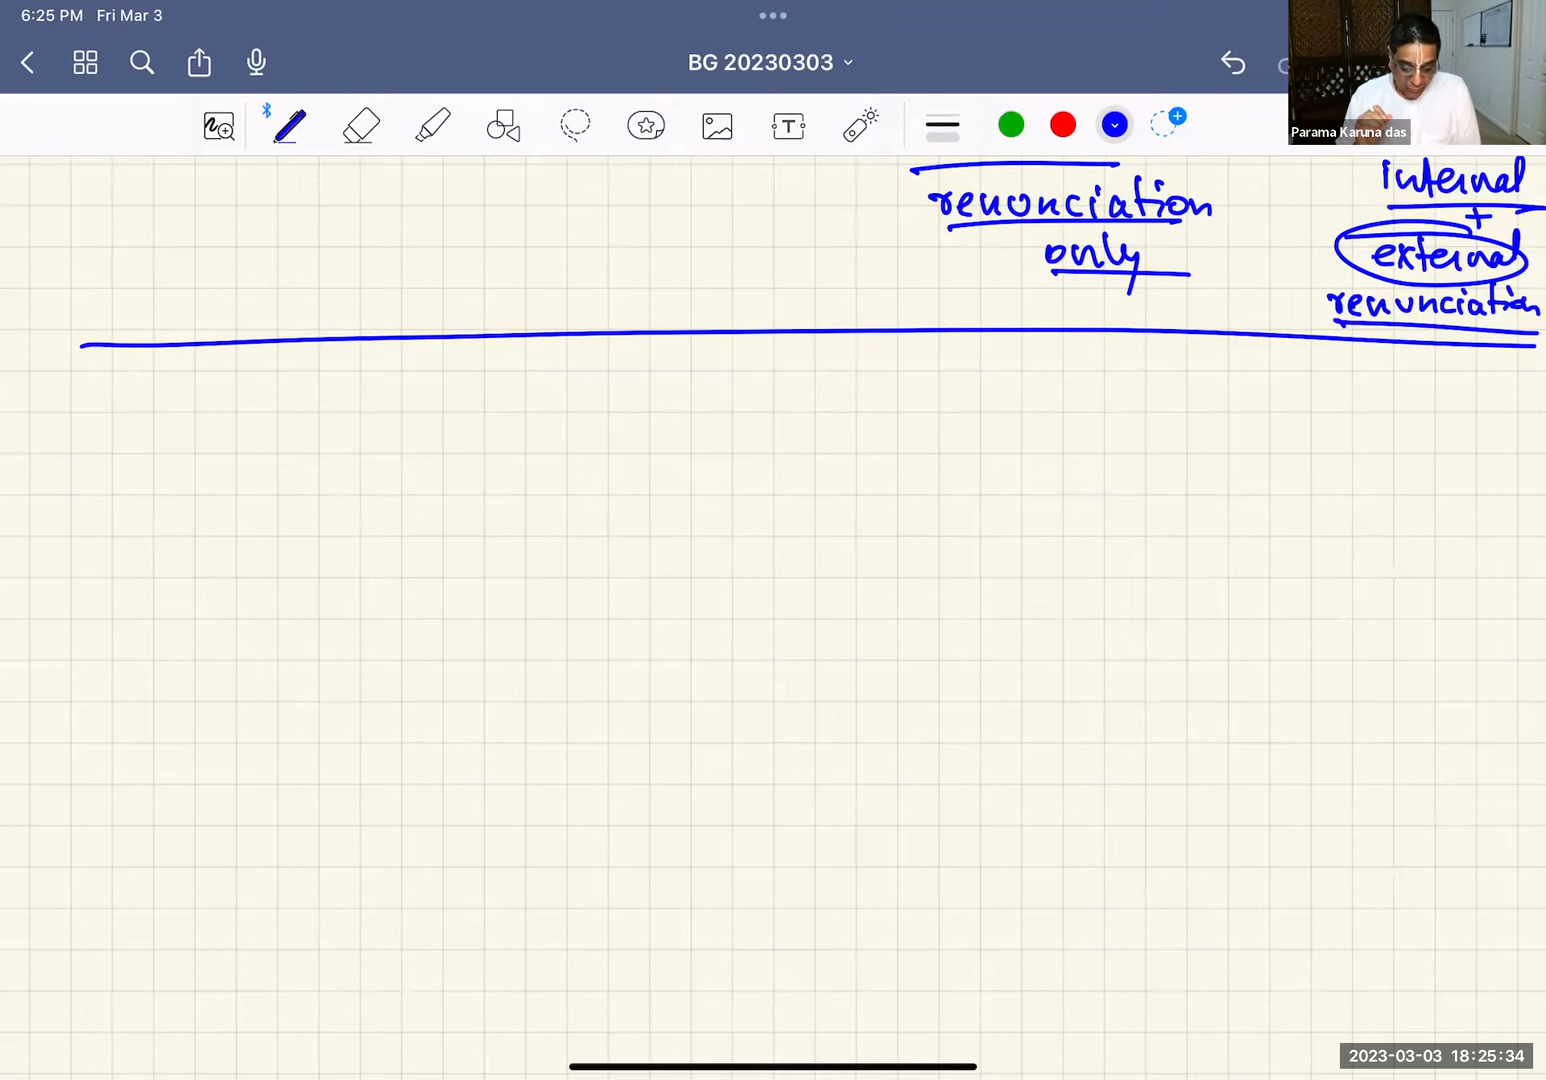 6:25 PM Fri Mar 3
BG 20230303
T
Parama Karuna das
renonciation
only
internal
+
external
renunciation
2023-03-03 18:25:34